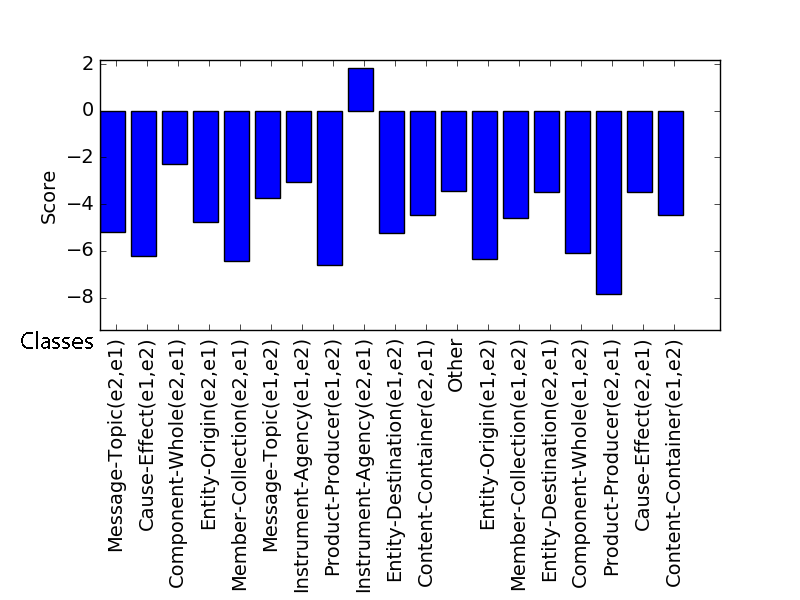 2
0
−2
−4
−6
−8
Score
Classes
Message-Topic(e2,e1)
Cause-Effect(e1,e2)
Component-Whole(e2,e1)
Entity-Origin(e2,e1)
Member-Collection(e2,e1)
Message-Topic(e1,e2)
Instrument-Agency(e1,e2)
Product-Producer(e1,e2)
Instrument-Agency(e2,e1)
Entity-Destination(e1,e2)
Content-Container(e2,e1)
Other
Entity-Origin(e1,e2)
Member-Collection(e1,e2)
Entity-Destination(e2,e1)
Component-Whole(e1,e2)
Product-Producer(e2,e1)
Cause-Effect(e2,e1)
Content-Container(e1,e2)